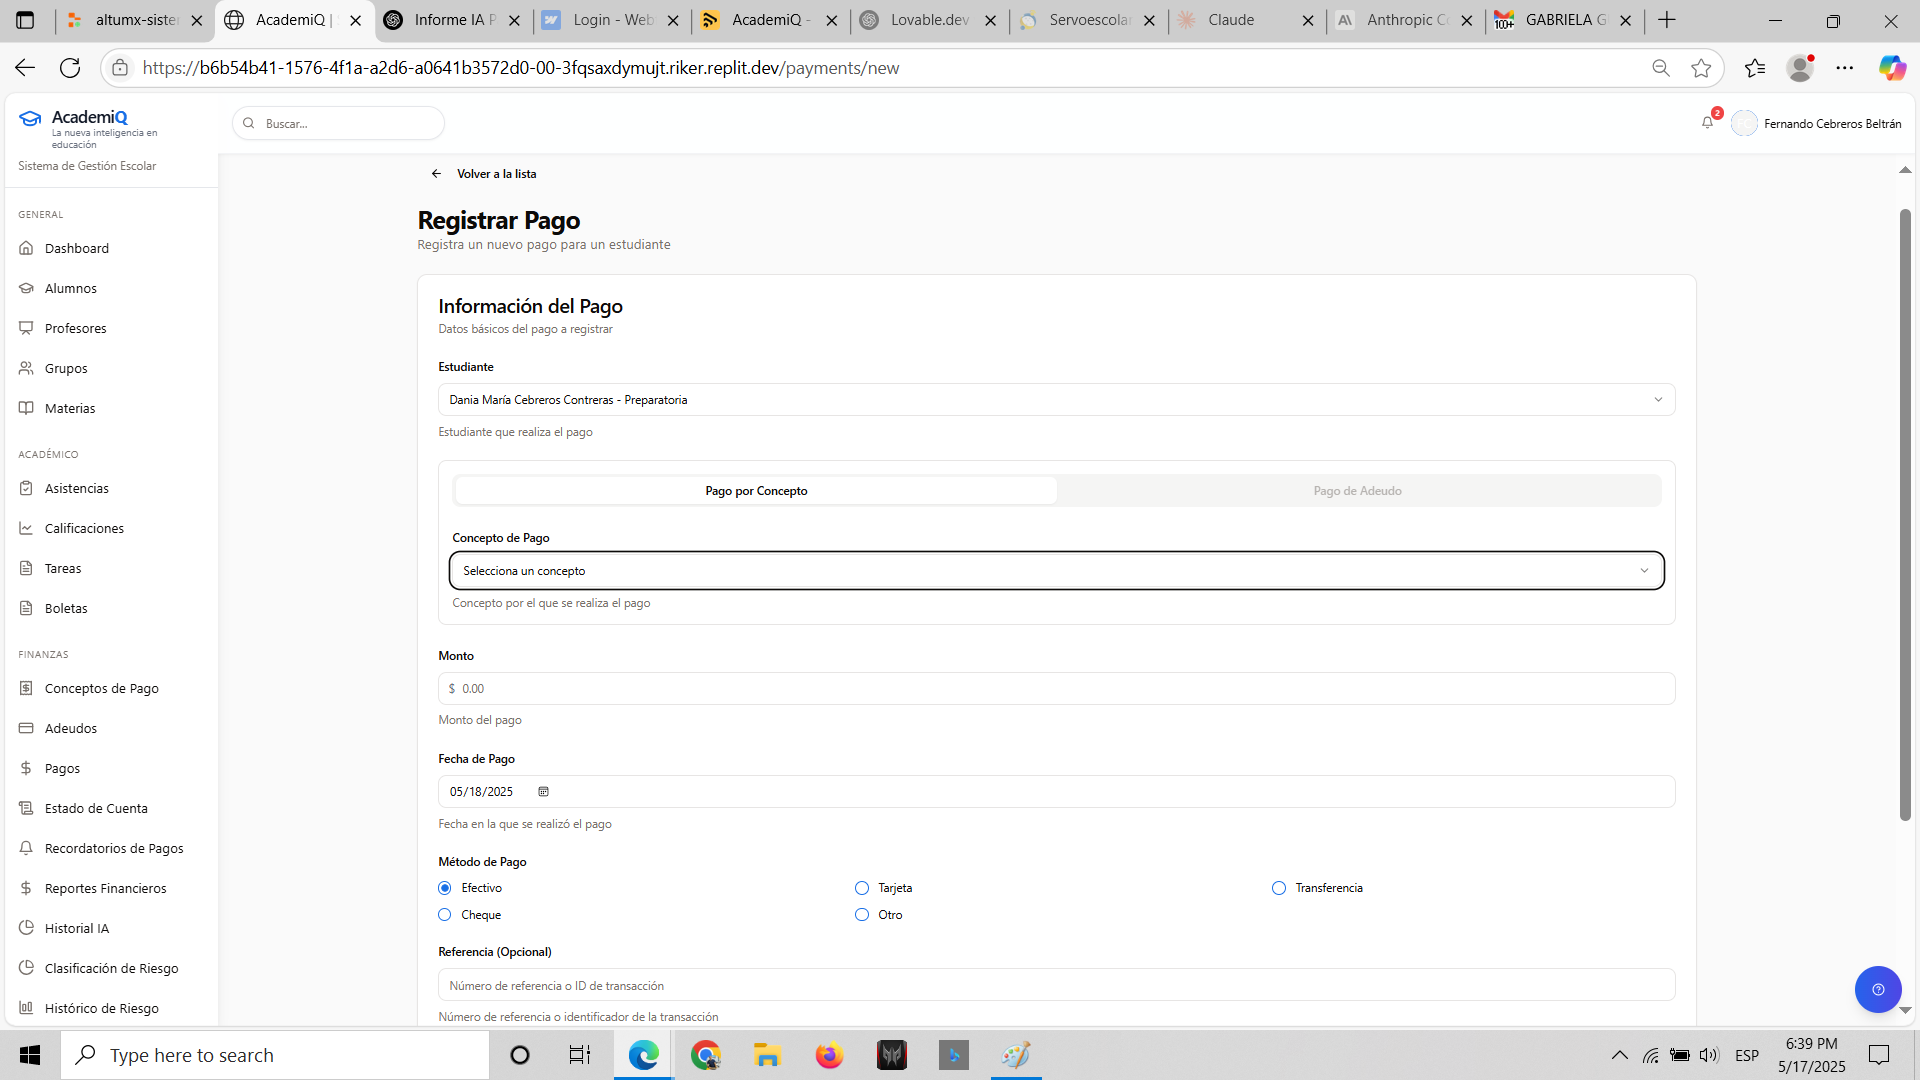 altumx-sister
AcademiQ | S
Informe IA P
Login - Web
AcademiQ -
Lovable.dev
Servoescolar
Claude
Anthropic Co
100+
GABRIELA G
https://b6b54b41-1576-4f1a-a2d6-a0641b3572d0-00-3fqsaxdymujt.riker.replit.dev/payments/new
AcademiQ
La nueva inteligencia en
educación
Sistema de Gestión Escolar
Buscar...
2
Fernando Cebreros Beltrán
GENERAL
Dashboard
Alumnos
Profesores
Grupos
Materias
ACADÉMICO
Asistencias
Calificaciones
Tareas
Boletas
FINANZAS
Conceptos de Pago
Adeudos
Pagos
Estado de Cuenta
Recordatorios de Pagos
Reportes Financieros
Historial IA
Clasificación de Riesgo
Histórico de Riesgo
Volver a la lista
Registrar Pago
Registra un nuevo pago para un estudiante
Información del Pago
Datos básicos del pago a registrar
Estudiante
Dania María Cebreros Contreras - Preparatoria
Estudiante que realiza el pago
Pago por Concepto
Pago de Adeudo
Concepto de Pago
Selecciona un concepto
Concepto por el que se realiza el pago
Monto
$ 0.00
Monto del pago
Fecha de Pago
05/18/2025
Fecha en la que se realizó el pago
Método de Pago
Efectivo
Tarjeta
Transferencia
Cheque
Otro
Referencia (Opcional)
Número de referencia o ID de transacción
Número de referencia o identificador de la transacción
Type here to search
ESP
6:39 PM
5/17/2025